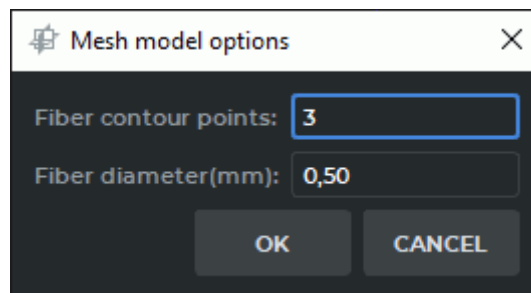 Mesh model options
Fiber contour points: 3
Fiber diameter(mm): 0,50
OK CANCEL